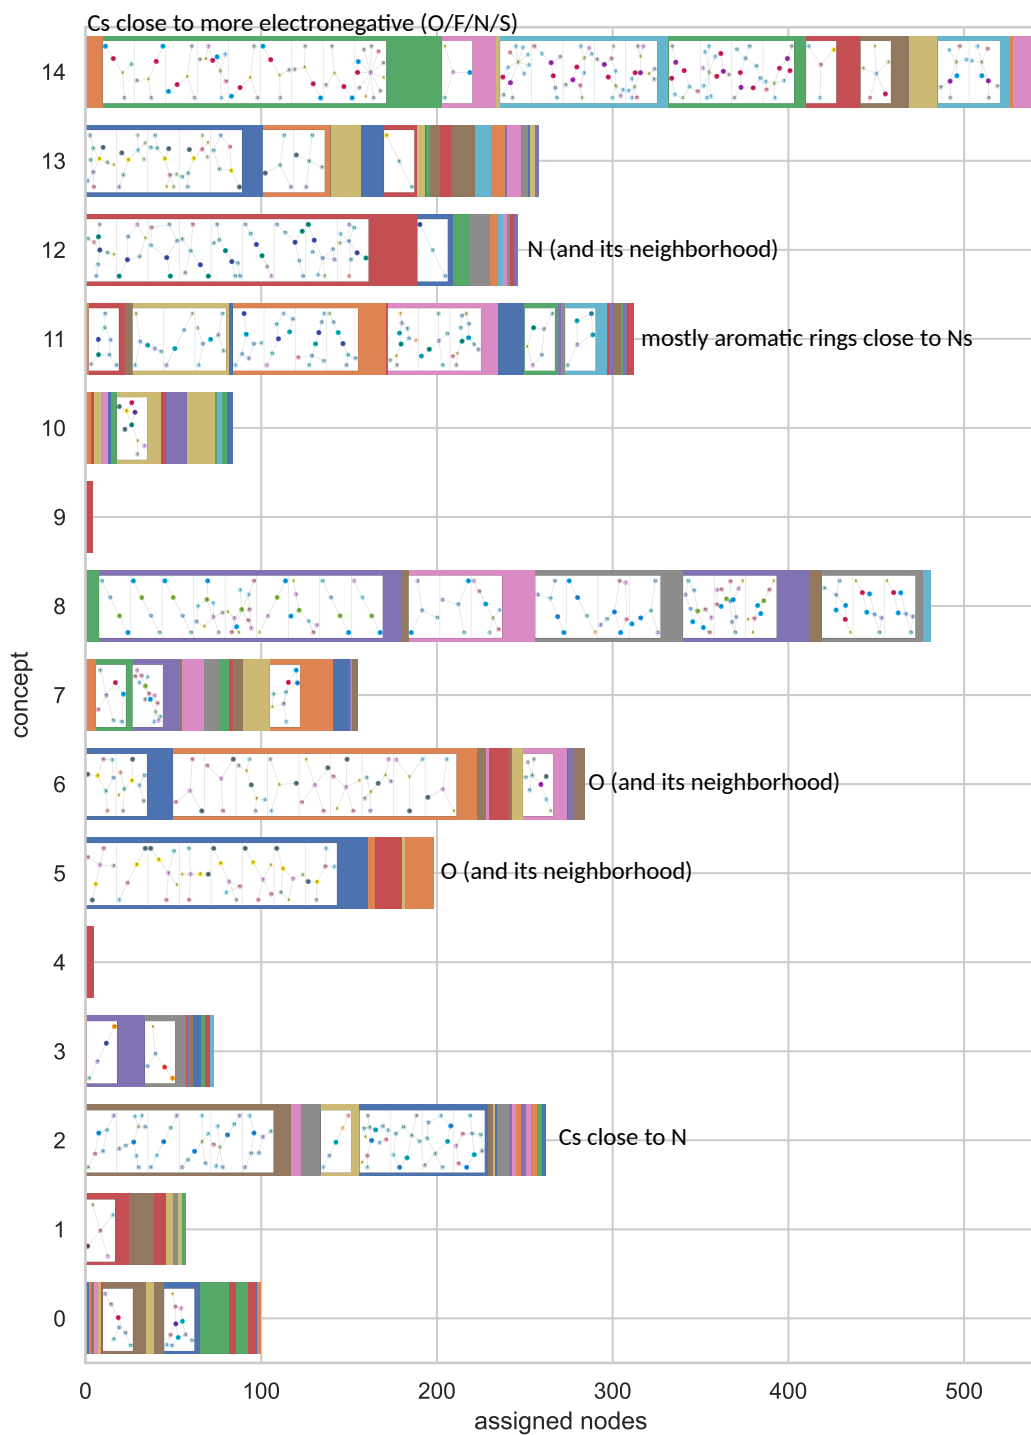 Cs close to more electronegative (O/F/N/S)
14
13
12
N (and its neighborhood)
11
mostly aromatic rings close to Ns
10
9
8
concept
7
6
O (and its neighborhood)
5
O (and its neighborhood)
4
3
2
Cs close to N
1
0
0 100 200 300 400 500
assigned nodes